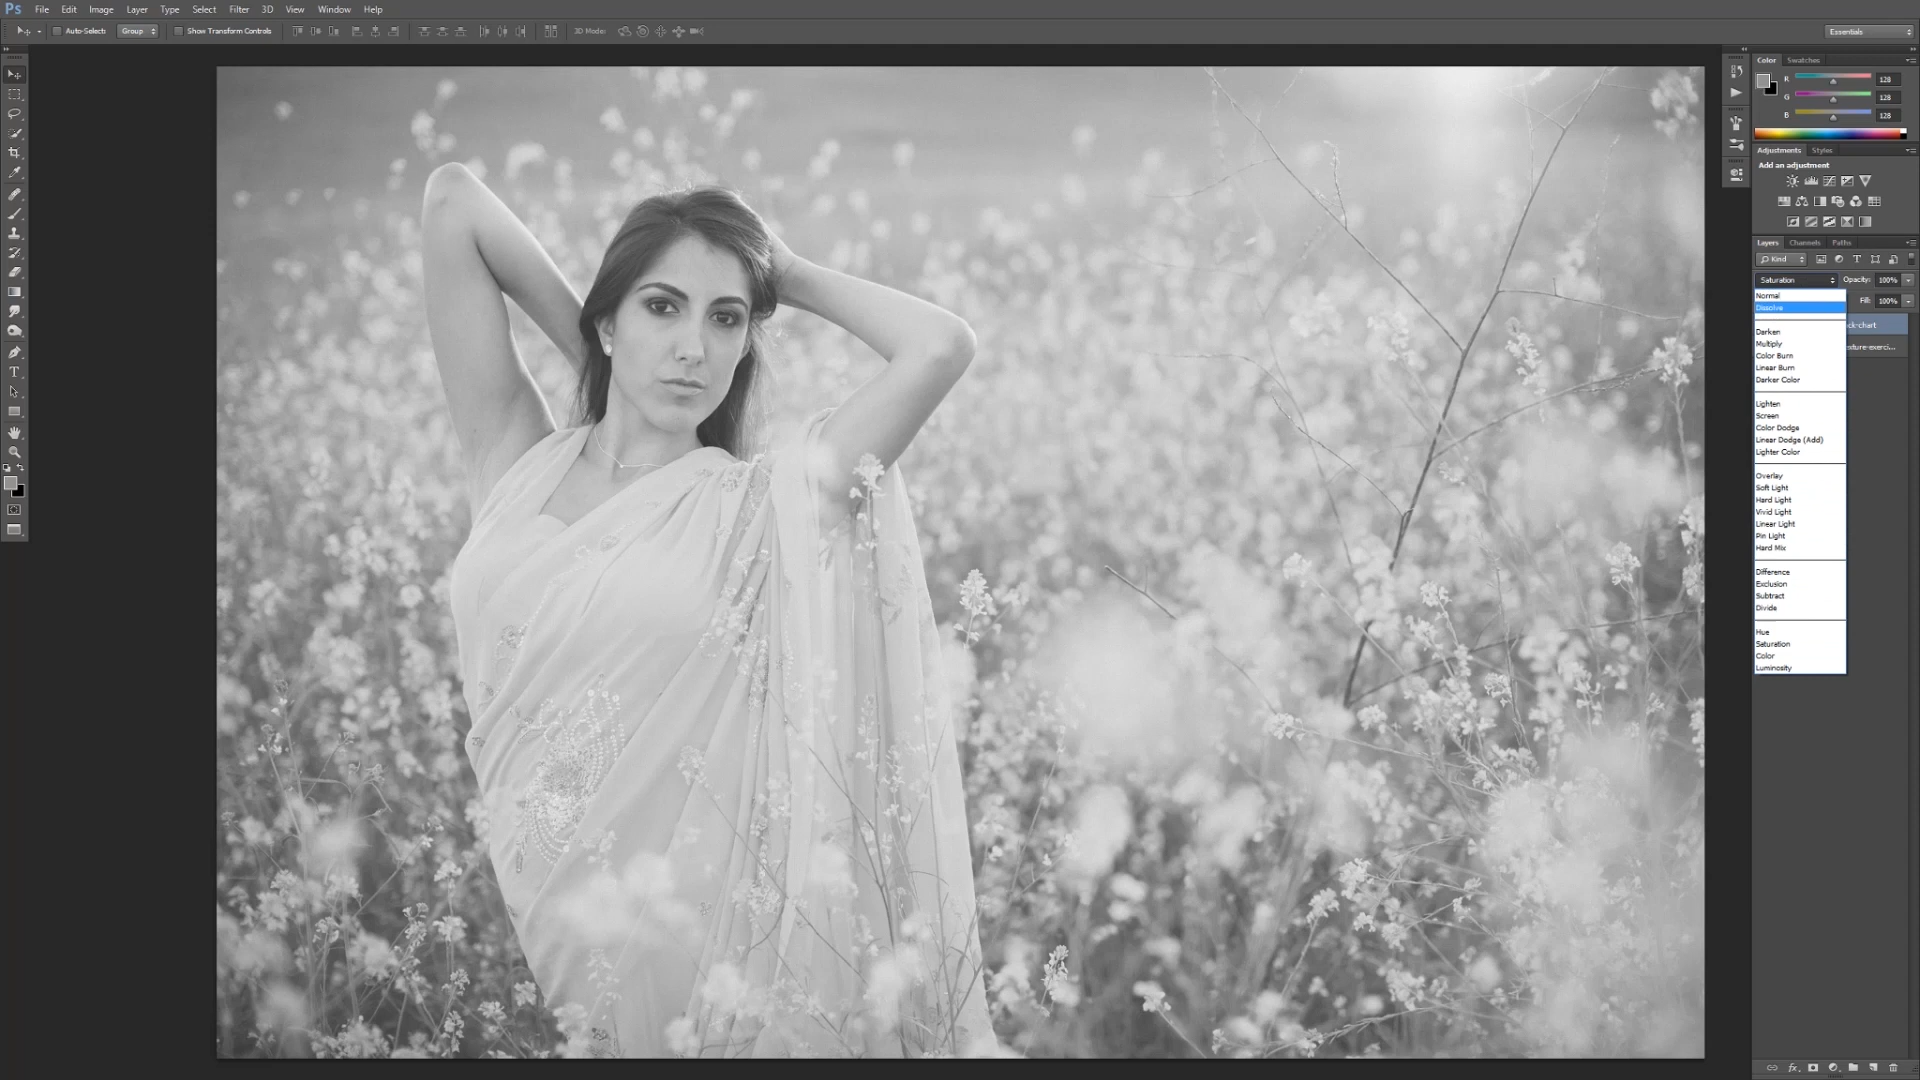 Ps File Edit Image Layer Type Select Filter 3D View Window Help
Auto-Select: Group Show Transform Controls 3D Mode: Essentials
Color Swatches
R 128
G 128
B 128
Adjustments Styles
Add an adjustment
Layers Channels Paths
Kind
Saturation Opacity: 100%
Fill: 100%
Normal
Dissolve
Darken
Multiply
Color Burn
Linear Burn
Darker Color
Lighten
Screen
Color Dodge
Linear Dodge (Add)
Lighter Color
Overlay
Soft Light
Hard Light
Vivid Light
Linear Light
Pin Light
Hard Mix
Difference
Exclusion
Subtract
Divide
Hue
Saturation
Color
Luminosity
ck-chart
xture-exerci...